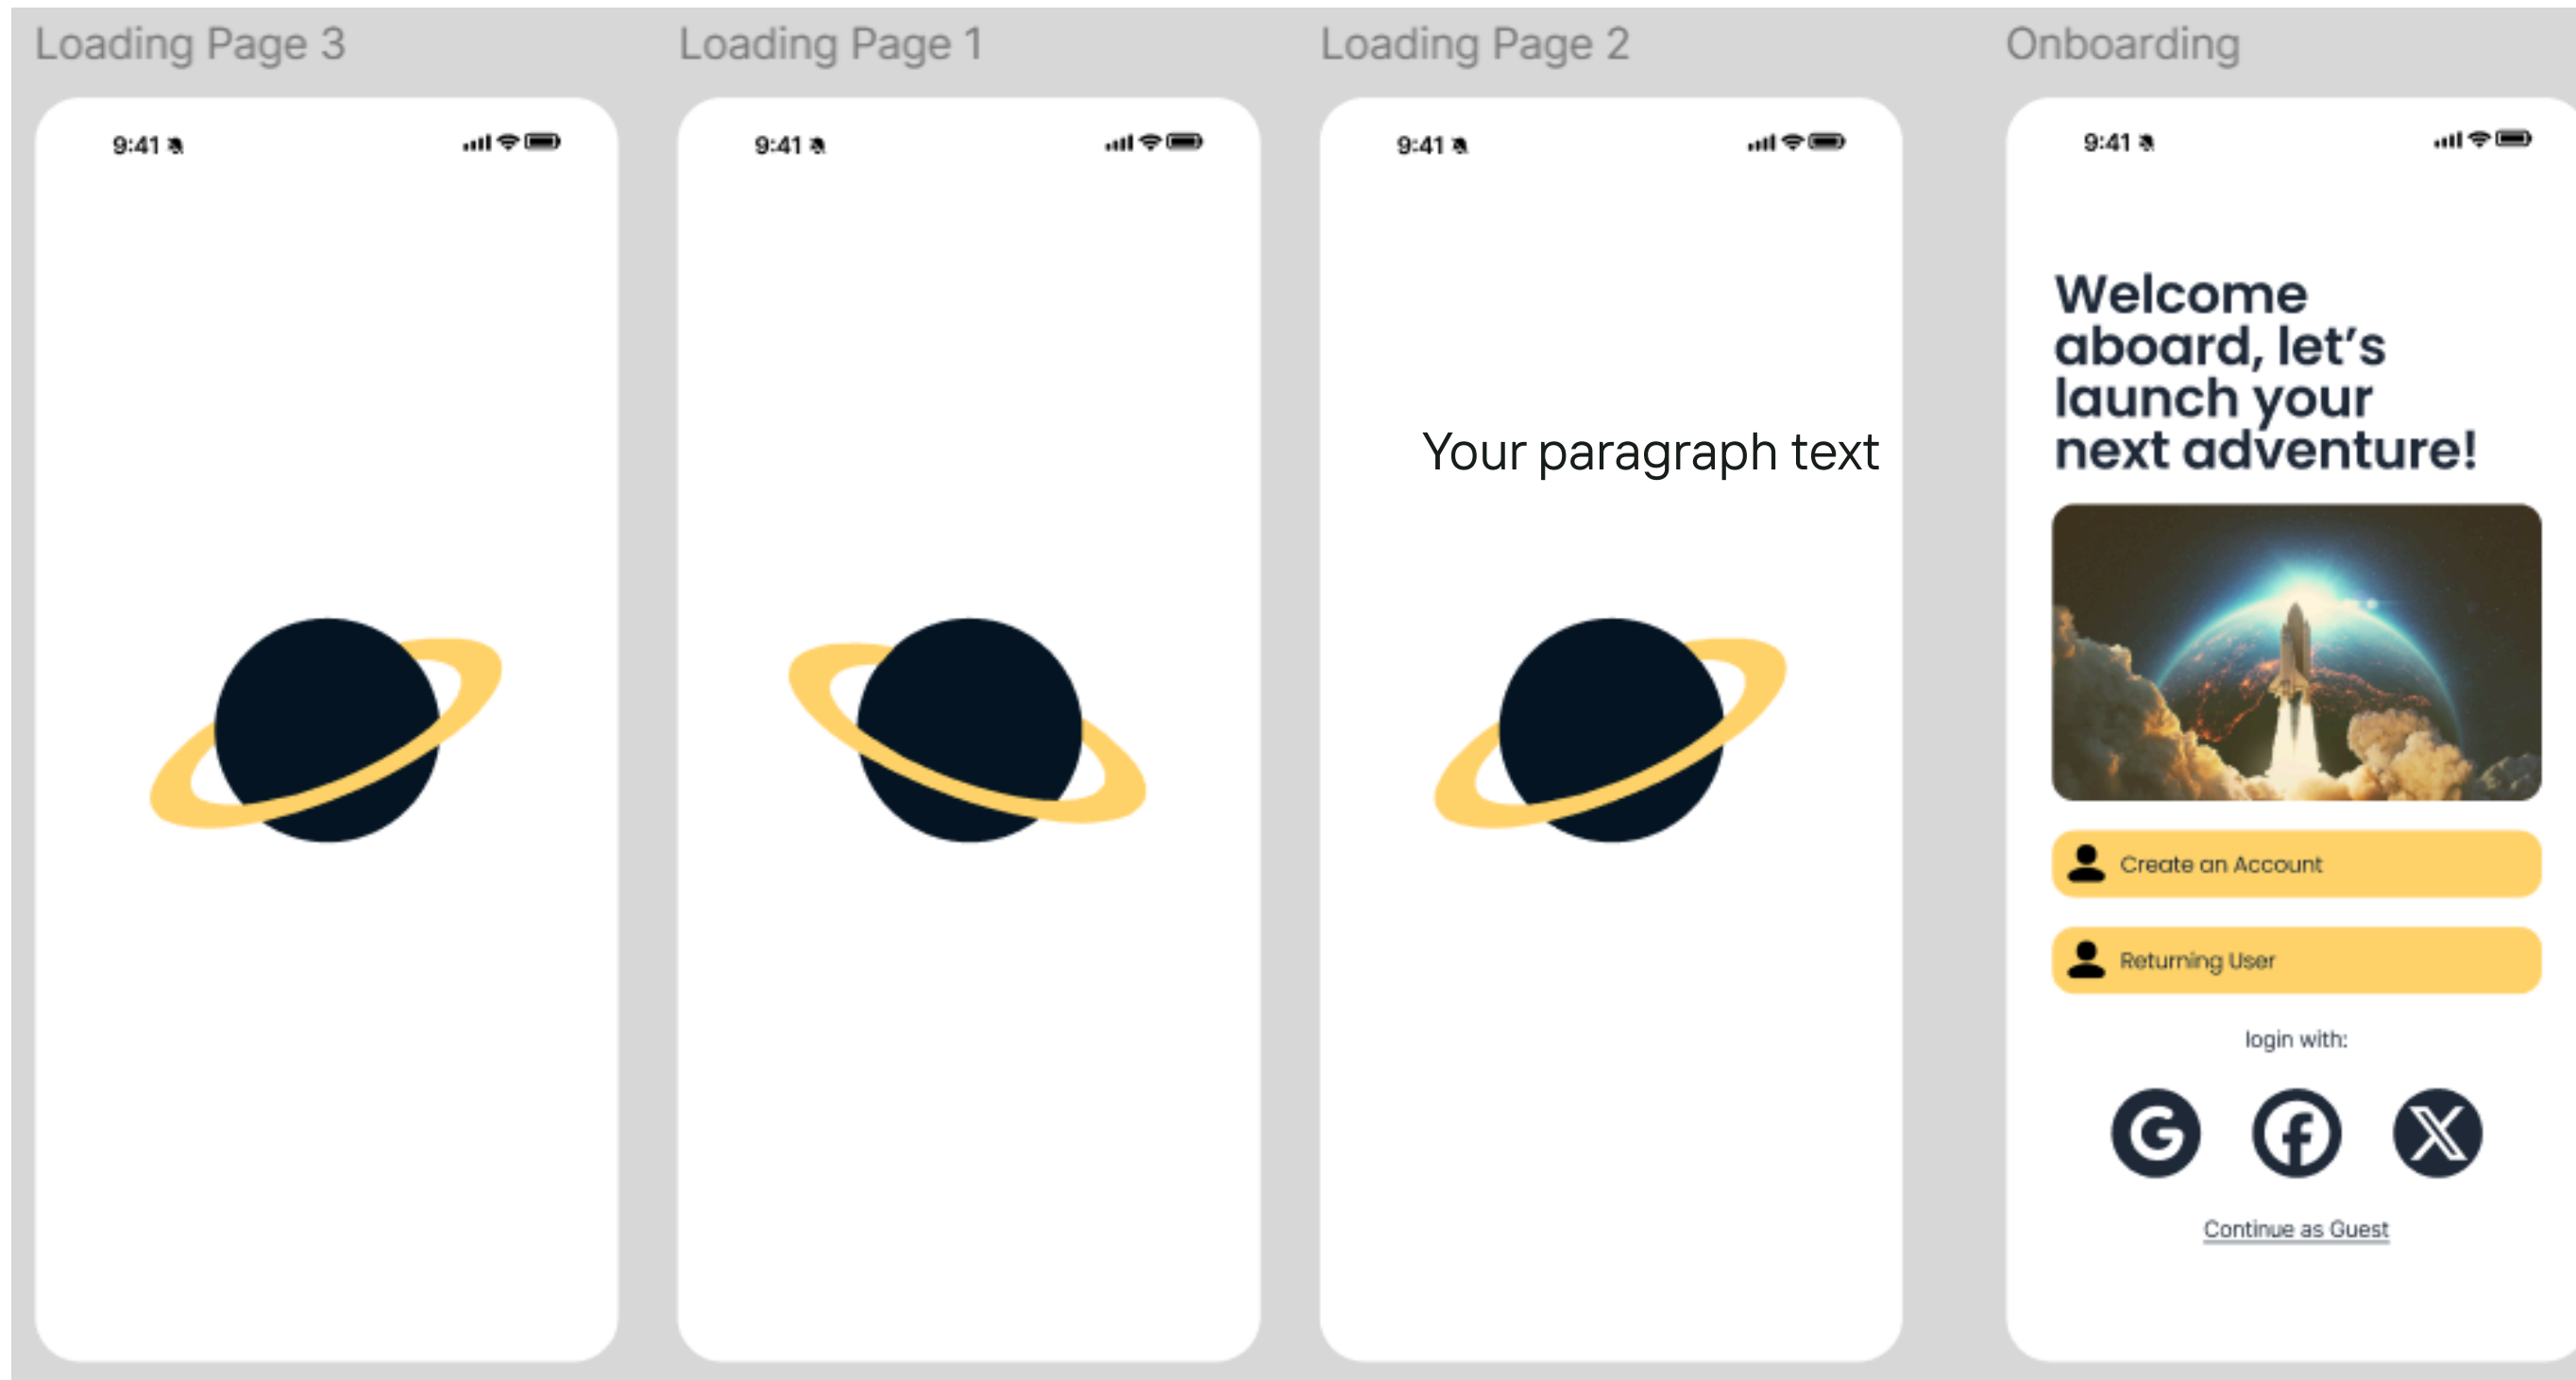 Loading Page 3
Loading Page 1
Loading Page 2
Onboarding
9:41
9:41
9:41
9:41
Your paragraph text
Welcome
aboard, let’s
launch your
next adventure!
Create an Account
Returning User
login with:
G f X
Continue as Guest